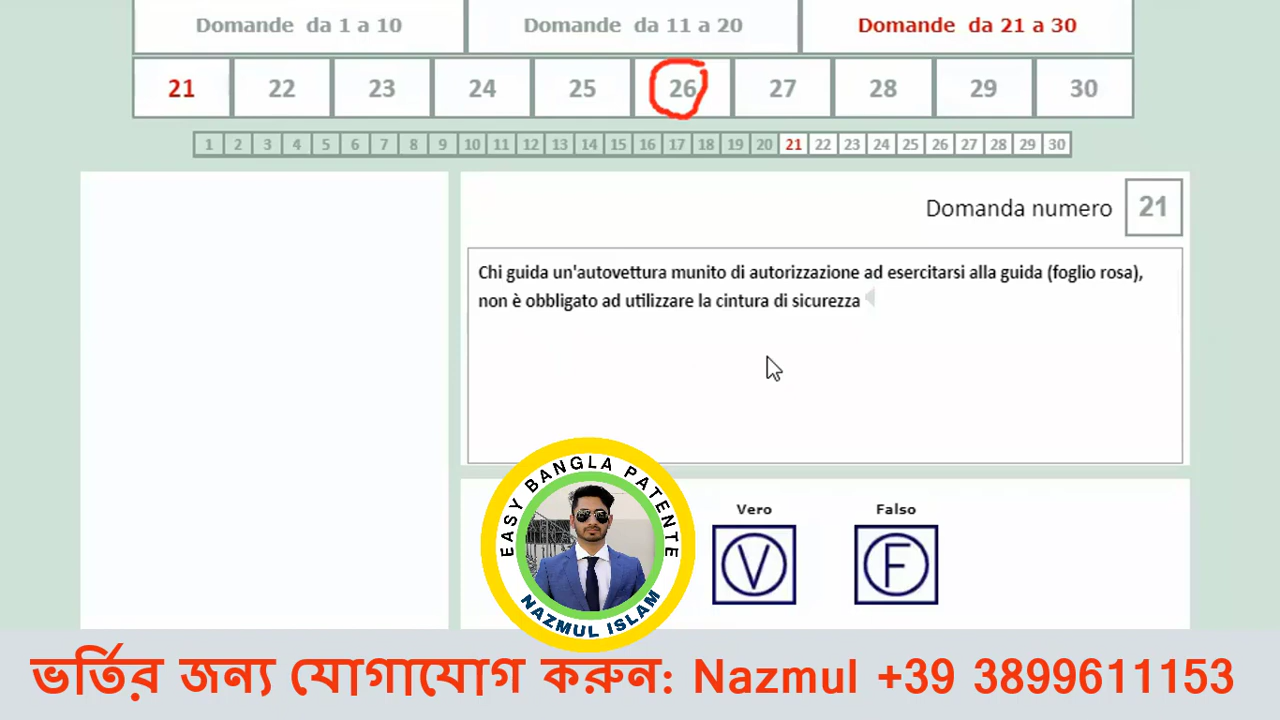 Domande da 1 a 10
Domande da 11 a 20
Domande da 21 a 30
21 22 23 24 25 26 27 28 29 30
1 2 3 4 5 6 7 8 9 10 11 12 13 14 15 16 17 18 19 20 21 22 23 24 25 26 27 28 29 30
Domanda numero 21
Chi guida un'autovettura munito di autorizzazione ad esercitarsi alla guida (foglio rosa),
non è obbligato ad utilizzare la cintura di sicurezza
EASY BANGLA PATENTE
NAZMUL ISLAM
Vero Falso
V F
ভর্তির জন্য যোগাযোগ করুন: Nazmul +39 3899611153